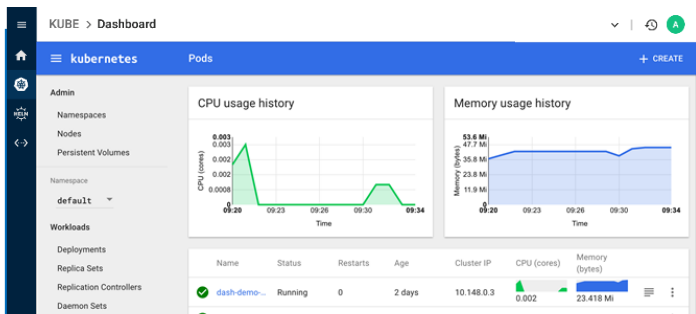 KUBE > Dashboard
A
kubernetes
Pods
+ CREATE
HELM
Admin
Namespaces
Nodes
Persistent Volumes
Namespace
default
Workloads
Deployments
Replica Sets
Replication Controllers
Daemon Sets
CPU usage history
CPU (cores)
0.003
0.003
0.002
0.002
0.0008
0
09:20 09:23 09:26 09:30 09:34
Time
Memory usage history
Memory (bytes)
53.6 Mi
47.7 Mi
35.8 Mi
23.8 Mi
11.9 Mi
0
09:20 09:23 09:26 09:30 09:34
Time
Name Status Restarts Age Cluster IP CPU (cores) Memory
(bytes)
dash-demo-... Running 0 2 days 10.148.0.3
0.002 23.418 Mi